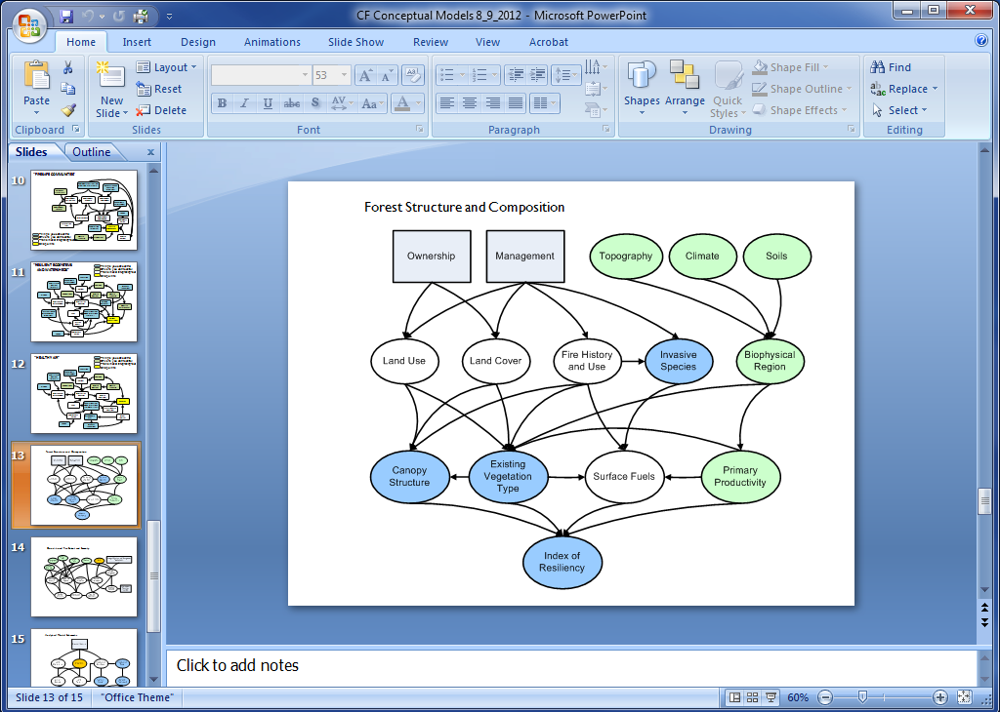 CF Conceptual Models 8_9_2012 - Microsoft PowerPoint
Home Insert Design Animations Slide Show Review View Acrobat
Paste
Clipboard
New
Slide
Layout
Reset
Delete
Slides
53
A A
B I U abc S AV Aa A
Font
Paragraph
Shapes Arrange Quick
Styles
Shape Fill
Shape Outline
Shape Effects
Drawing
Find
Replace
Select
Editing
Slides Outline x
10
11
12
13
14
15
Forest Structure and Composition
Ownership Management Topography Climate Soils
Land Use Land Cover Fire History
and Use
Invasive
Species
Biophysical
Region
Canopy
Structure
Existing
Vegetation
Type
Surface Fuels
Primary
Productivity
Index of
Resiliency
Click to add notes
Slide 13 of 15 "Office Theme" 60%